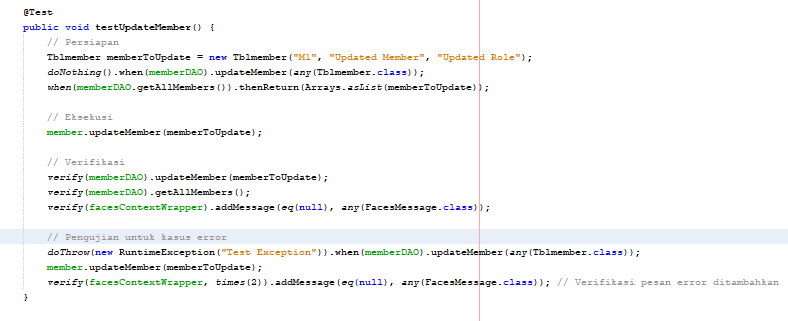 @Test
public void testUpdateMember() {
// Persiapan
Tblmember memberToUpdate = new Tblmember("M1", "Updated Member", "Updated Role");
doNothing().when(memberDAO).updateMember(any(Tblmember.class));
when(memberDAO.getAllMembers()).thenReturn(Arrays.asList(memberToUpdate));
// Eksekusi
member.updateMember(memberToUpdate);
// Verifikasi
verify(memberDAO).updateMember(memberToUpdate);
verify(memberDAO).getAllMembers();
verify(facesContextWrapper).addMessage(eq(null), any(FacesMessage.class));
// Pengujian untuk kasus error
doThrow(new RuntimeException("Test Exception")).when(memberDAO).updateMember(any(Tblmember.class));
member.updateMember(memberToUpdate);
verify(facesContextWrapper, times(2)).addMessage(eq(null), any(FacesMessage.class)); // Verifikasi pesan error ditambahkan
}